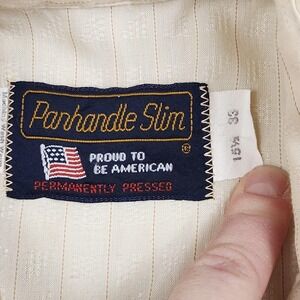 Panhandle Slim
®
PROUD TO
BE AMERICAN
PERMANENTLY PRESSED
15½ 33